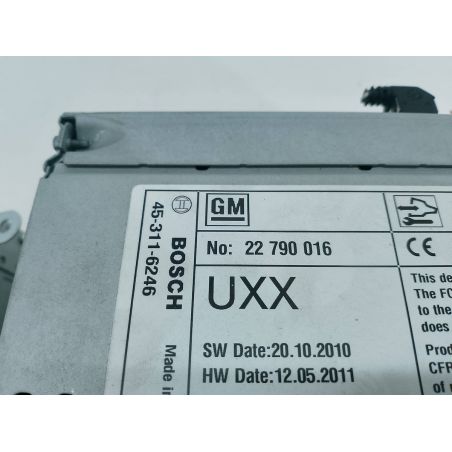 GM
No: 22 790 016
UXX
SW Date:20.10.2010
HW Date:12.05.2011
BOSCH
45-311-6246
Made in
CE
This de
The FC
to the
does
Prod
CFR
of